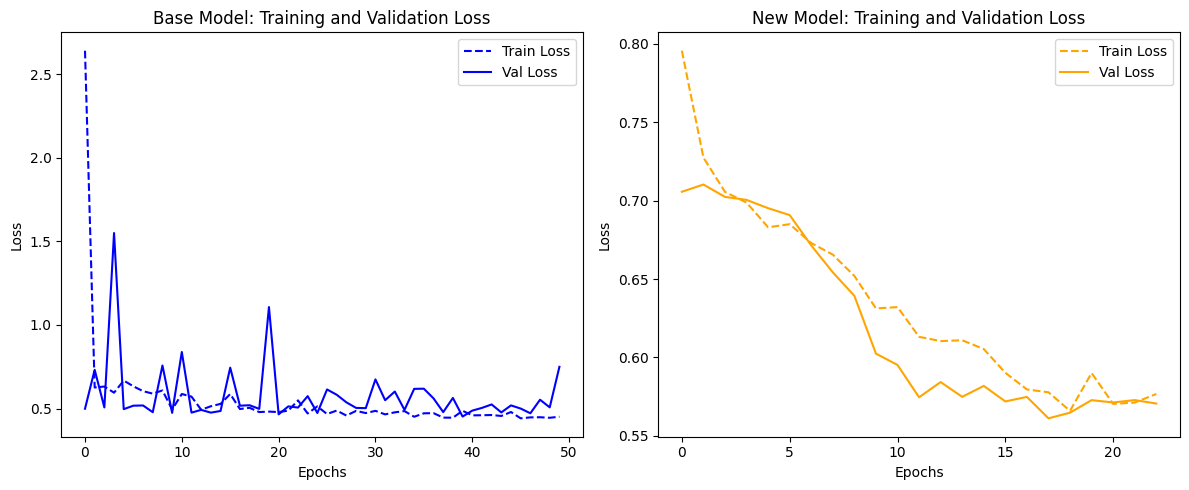 Base Model: Training and Validation Loss
Train Loss
Val Loss
Loss
2.5
2.0
1.5
1.0
0.5
0
10
20
30
40
50
Epochs
New Model: Training and Validation Loss
Train Loss
Val Loss
Loss
0.80
0.75
0.70
0.65
0.60
0.55
0
5
10
15
20
Epochs